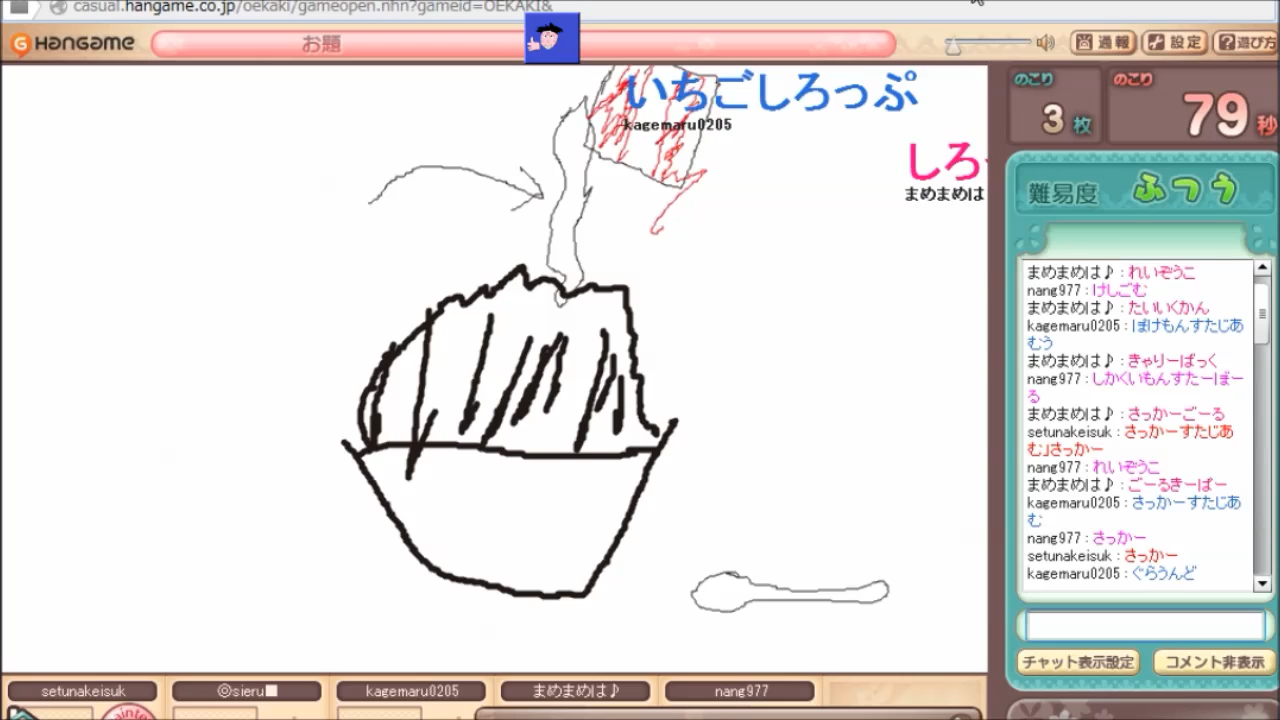 casual.hangame.co.jp/oekaki/gameopen.nhn?gameid=OEKAKI&
HANGAME
お題
通報
設定
遊び方
いちごしろっぷ
kagemaru0205
しろ
まめまめは
のこり
3枚
のこり
79秒
難易度 ふつう
まめまめは♪:れいぞうこ
nang977:けしごむ
まめまめは♪:たいいくかん
kagemaru0205:ぽけもんすたじあ
むう
まめまめは♪:きゃりーばっく
nang977:しかくいもんすたーぼー
る
まめまめは♪:さっかーごーる
setunakeisuk:さっかーすたじあ
む」さっかー
nang977:れいぞうこ
まめまめは♪:ごーるきーぱー
kagemaru0205:さっかーすたじあ
む
nang977:さっかー
setunakeisuk:さっかー
kagemaru0205:ぐらうんど
チャット表示設定
コメント非表示
setunakeisuk
◎sieru■
kagemaru0205
まめまめは♪
nang977